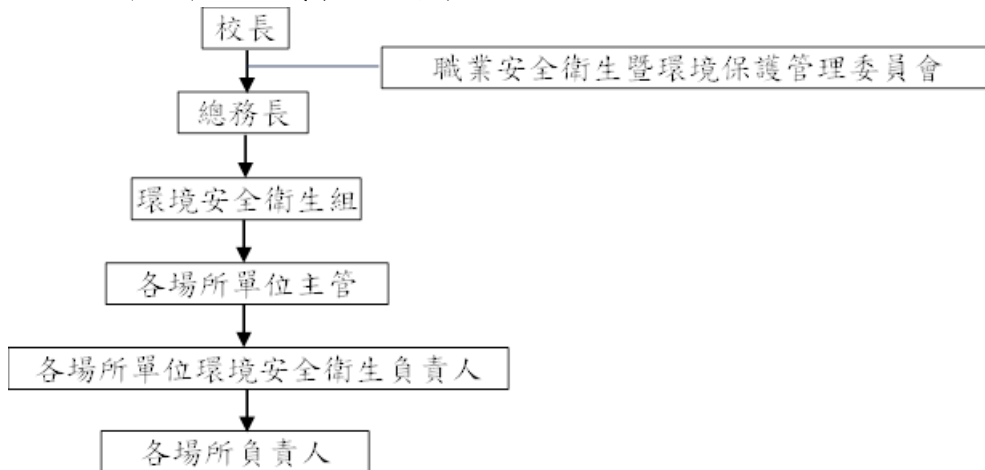 校長
職業安全衛生暨環境保護管理委員會
總務長
環境安全衛生組
各場所單位主管
各場所單位環境安全衛生負責人
各場所負責人